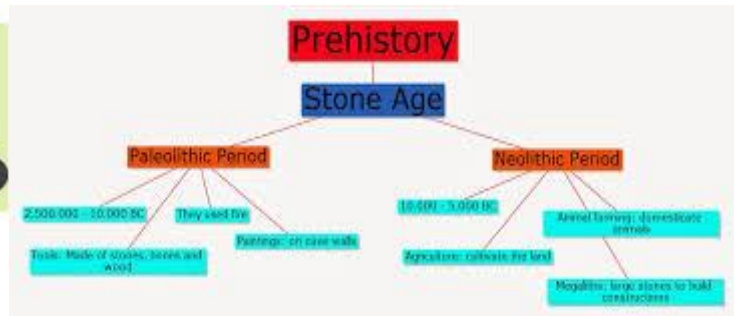 Prehistory
Stone Age
Paleolithic Period
Neolithic Period
2.500.000 - 10.000 BC
They used fire
Paintings: on cave walls
Tools: Made of stones, bones and
wood
10.000 - 5.000 BC
Animal farming: domesticate
animals
Agriculture: cultivate the land
Megaliths: large stones to build
constructions